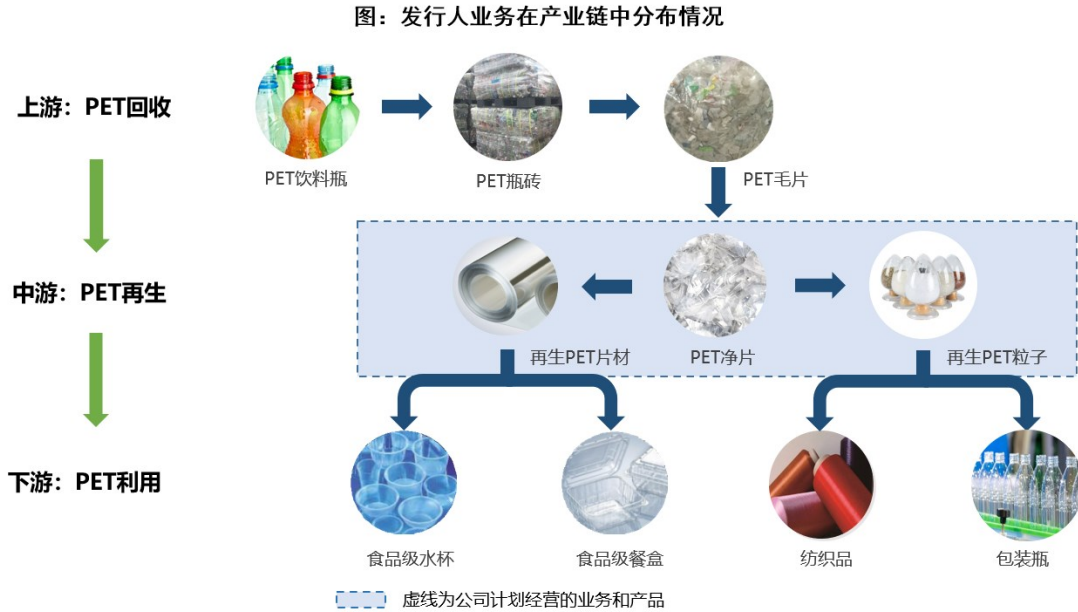 图：发行人业务在产业链中分布情况
上游：PET回收
PET饮料瓶
PET瓶砖
PET毛片
中游：PET再生
再生PET片材
PET净片
再生PET粒子
下游：PET利用
食品级水杯
食品级餐盒
纺织品
包装瓶
虚线为公司计划经营的业务和产品